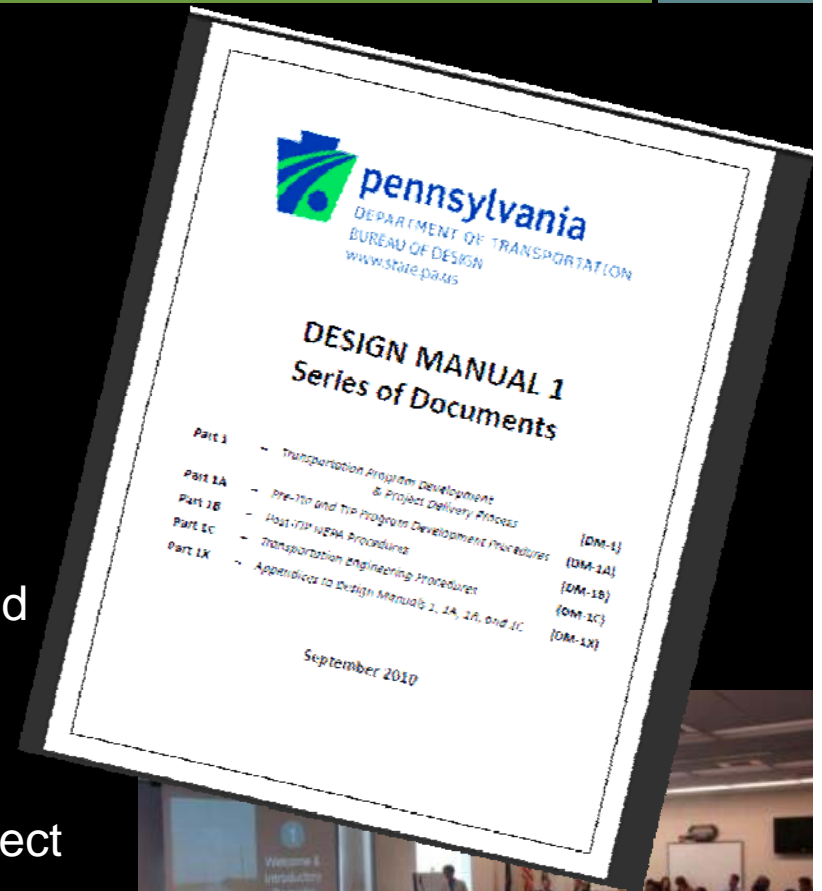 pennsylvania
DEPARTMENT OF TRANSPORTATION
BUREAU OF DESIGN
www.state.pa.us
DESIGN MANUAL 1
Series of Documents
Part 1 – Transportation Program Development
& Project Delivery Process (DM-1)
Part 1A – Pre-TIP and TIP Program Development Procedures (DM-1A)
Part 1B – Post-TIP NEPA Procedures (DM-1B)
Part 1C – Transportation Engineering Procedures (DM-1C)
Part 1X – Appendices to Design Manuals 1, 1A, 1B, and 1C (DM-1X)
September 2010
d
ect
1
Welcome &
Introductory